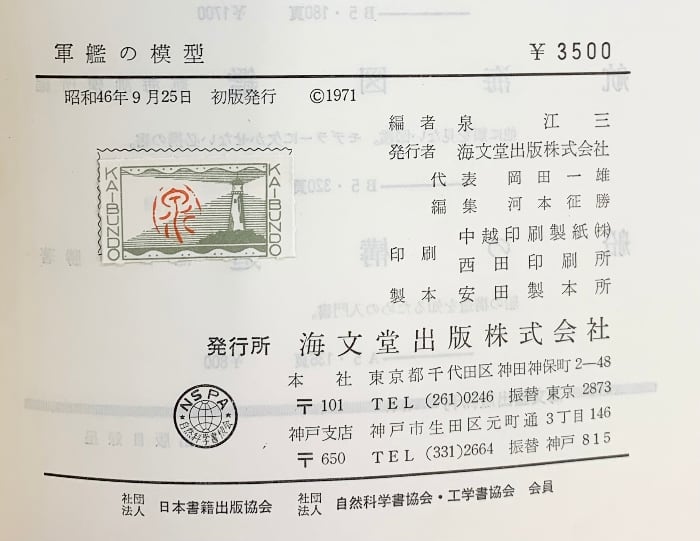 軍艦の模型 ¥3500
昭和46年9月25日 初版発行 ©1971
編者 泉 江三
発行者 海文堂出版株式会社
代表 岡田一雄
編集 河本征勝
印刷 中越印刷製紙㈱
西田印刷所
製本 安田製本所
KAIBUNDO
KAIBUNDO
泉
発行所 海文堂出版株式会社
本社 東京都千代田区神田神保町2-48
〒101 TEL (261)0246 振替 東京 2873
神戸支店 神戸市生田区元町通3丁目146
〒650 TEL (331)2664 振替 神戸 815
NSPA
自然科学書協会
社団法人 日本書籍出版協会 社団法人 自然科学書協会・工学書協会 会員